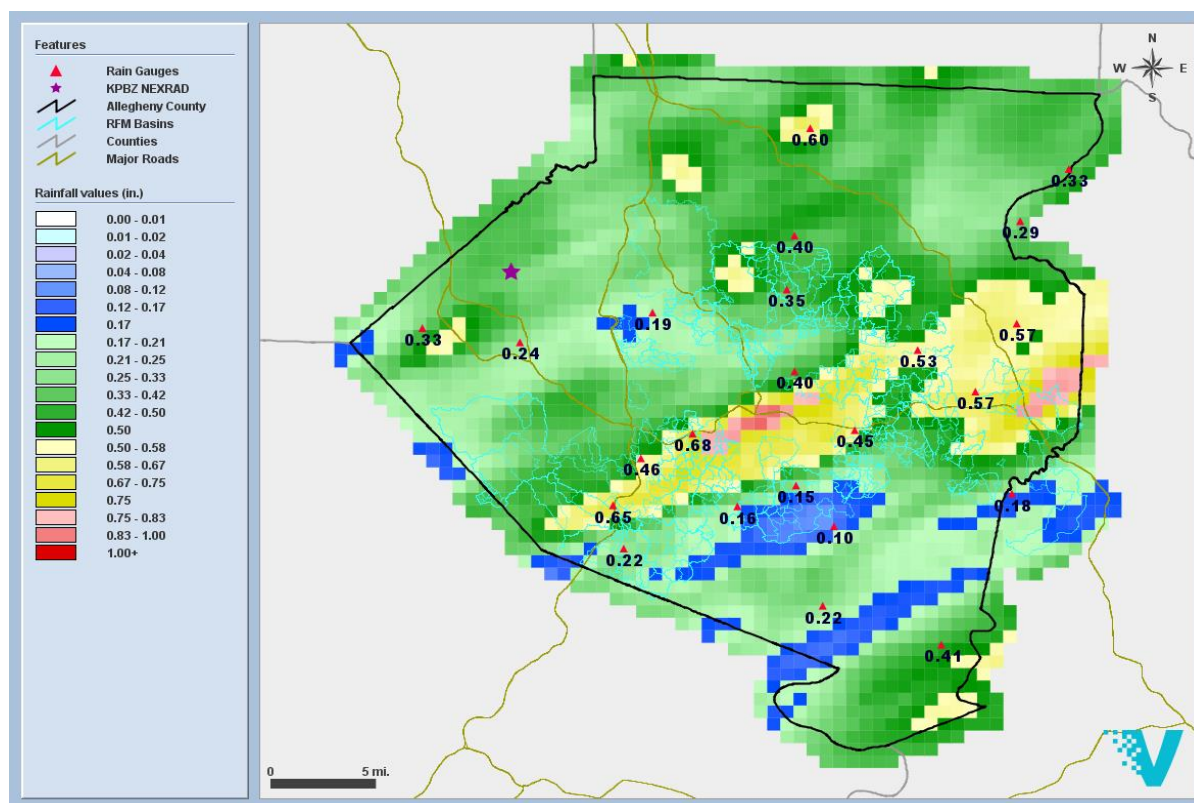 Features
Rain Gauges
KPBZ NEXRAD
Allegheny County
RFM Basins
Counties
Major Roads
Rainfall values (in.)
0.00 - 0.01
0.01 - 0.02
0.02 - 0.04
0.04 - 0.08
0.08 - 0.12
0.12 - 0.17
0.17
0.17 - 0.21
0.21 - 0.25
0.25 - 0.33
0.33 - 0.42
0.42 - 0.50
0.50
0.50 - 0.58
0.58 - 0.67
0.67 - 0.75
0.75
0.75 - 0.83
0.83 - 1.00
1.00+
N
W E
S
0.60
0.33
0.29
0.40
0.35
0.19
0.33
0.24
0.57
0.53
0.40
0.57
0.45
0.68
0.46
0.15
0.18
0.65
0.16
0.10
0.22
0.22
0.41
0 5 mi.
V